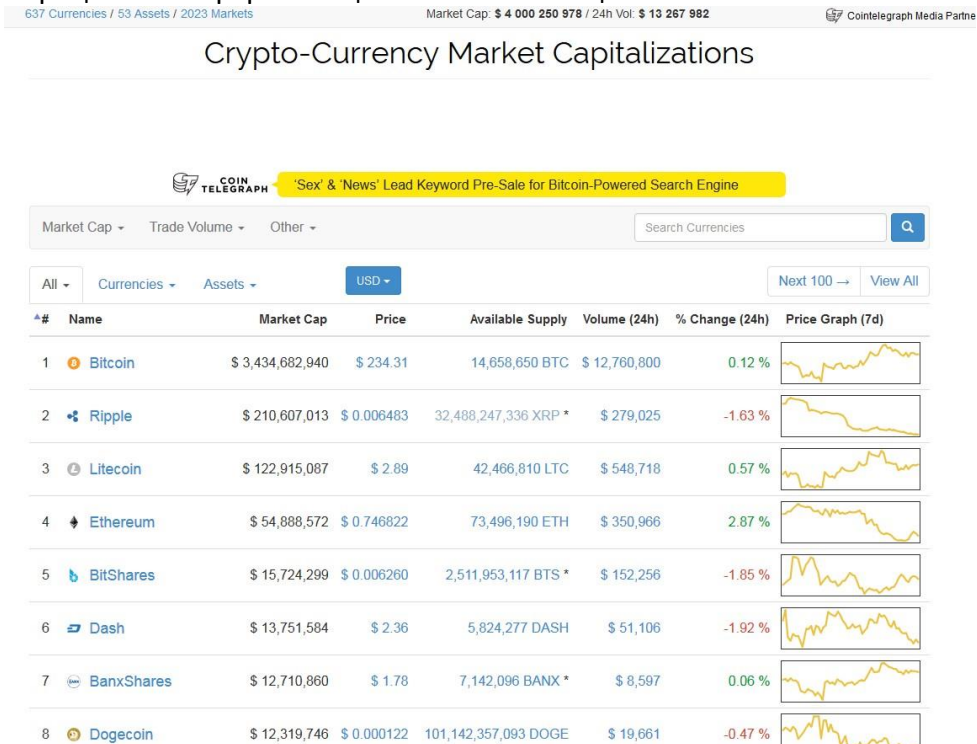 637 Currencies / 53 Assets / 2023 Markets Market Cap: $ 4 000 250 978 / 24h Vol: $ 13 267 982 Cointelegraph Media Partne
Crypto-Currency Market Capitalizations
COIN TELEGRAPH 'Sex' & 'News' Lead Keyword Pre-Sale for Bitcoin-Powered Search Engine
Market Cap Trade Volume Other Search Currencies
All Currencies Assets USD Next 100 → View All
# Name Market Cap Price Available Supply Volume (24h) % Change (24h) Price Graph (7d)
1 Bitcoin $ 3,434,682,940 $ 234.31 14,658,650 BTC $ 12,760,800 0.12 %
2 Ripple $ 210,607,013 $ 0.006483 32,488,247,336 XRP * $ 279,025 -1.63 %
3 Litecoin $ 122,915,087 $ 2.89 42,466,810 LTC $ 548,718 0.57 %
4 Ethereum $ 54,888,572 $ 0.746822 73,496,190 ETH $ 350,966 2.87 %
5 BitShares $ 15,724,299 $ 0.006260 2,511,953,117 BTS * $ 152,256 -1.85 %
6 Dash $ 13,751,584 $ 2.36 5,824,277 DASH $ 51,106 -1.92 %
7 BanxShares $ 12,710,860 $ 1.78 7,142,096 BANX * $ 8,597 0.06 %
8 Dogecoin $ 12,319,746 $ 0.000122 101,142,357,093 DOGE $ 19,661 -0.47 %